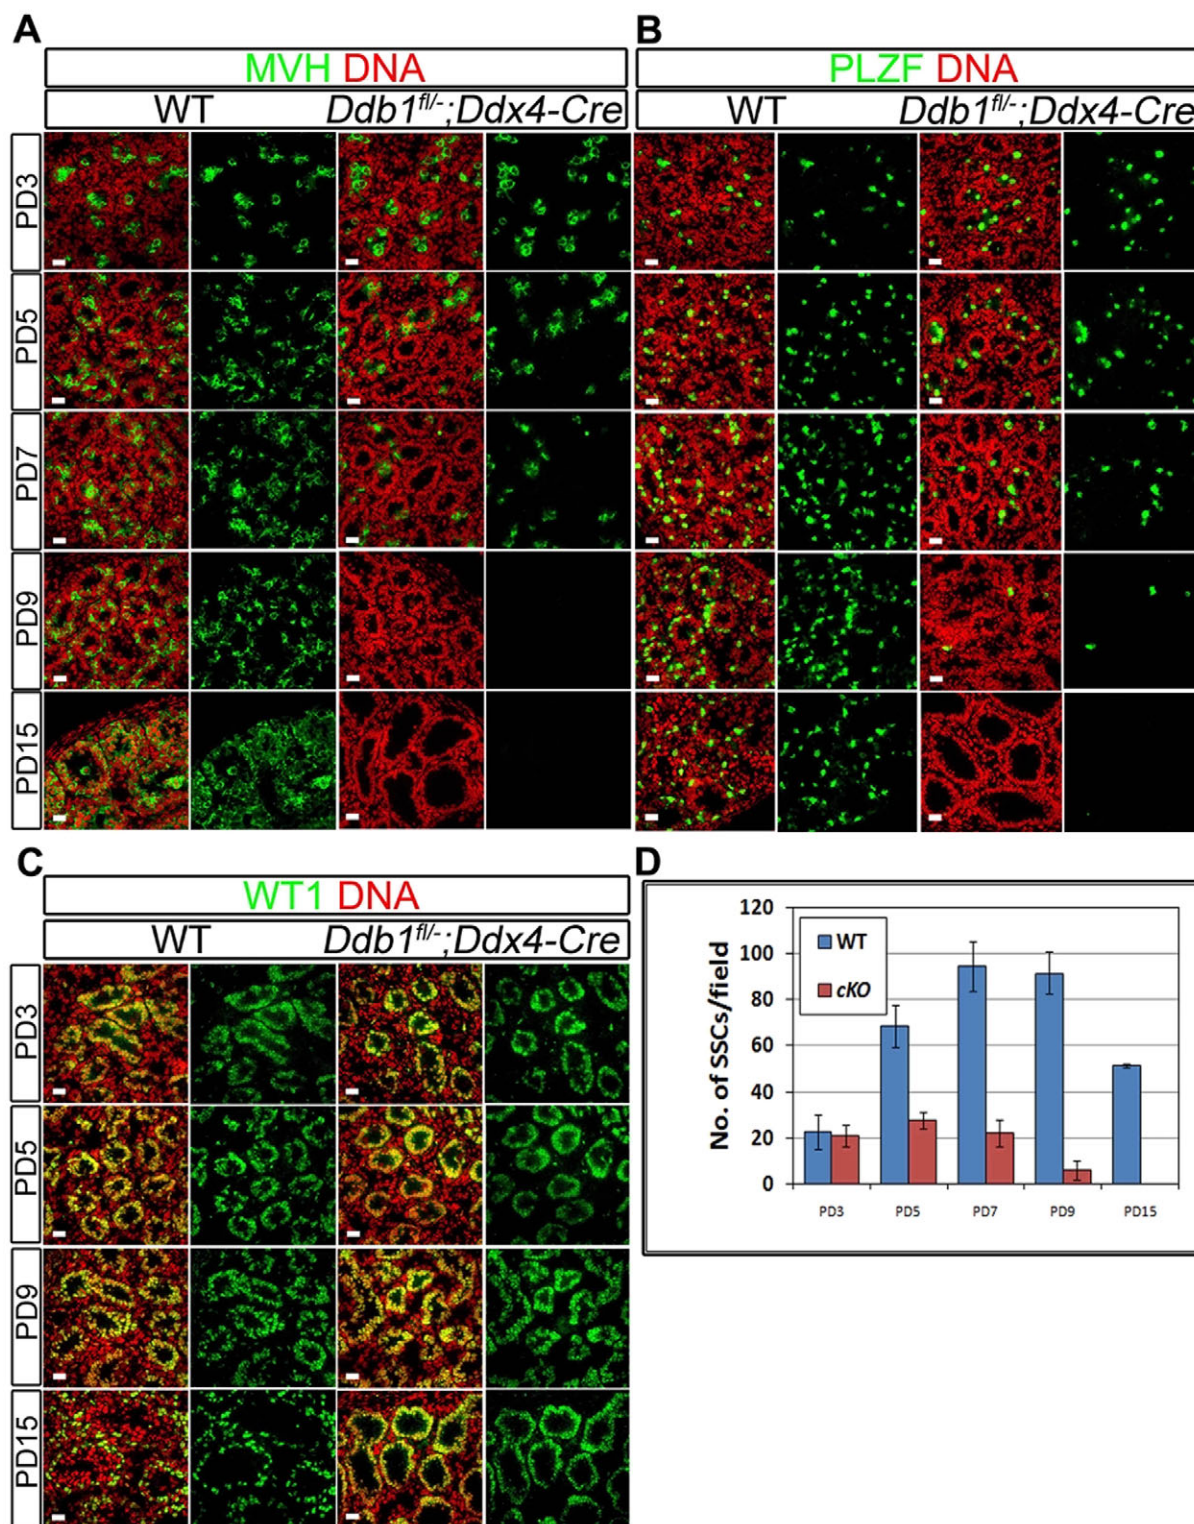 A
MVH DNA
WT Ddb1fl/-;Ddx4-Cre
PD3
PD5
PD7
PD9
PD15
B
PLZF DNA
WT Ddb1fl/-;Ddx4-Cre
C
WT1 DNA
WT Ddb1fl/-;Ddx4-Cre
PD3
PD5
PD9
PD15
D
No. of SSCs/field
120
100
80
60
40
20
0
WT
cKO
PD3 PD5 PD7 PD9 PD15